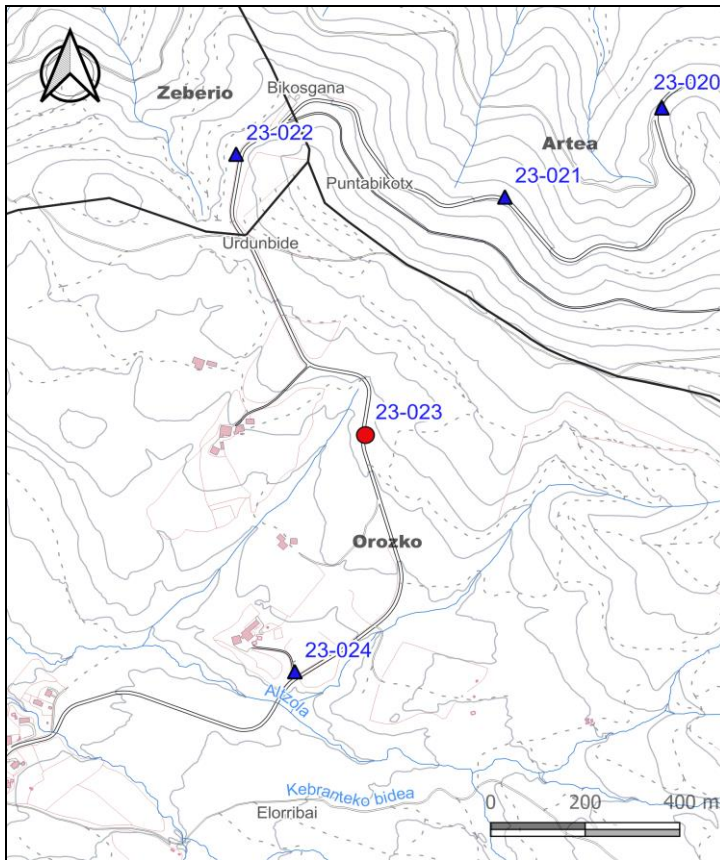 Bikosgana
Zeberio
23-020
23-022
Artea
23-021
Puntabikotx
Urdunbide
23-023
Orozko
23-024
Altzola
Kebranteko bidea
Elorribai
0 200 400 m